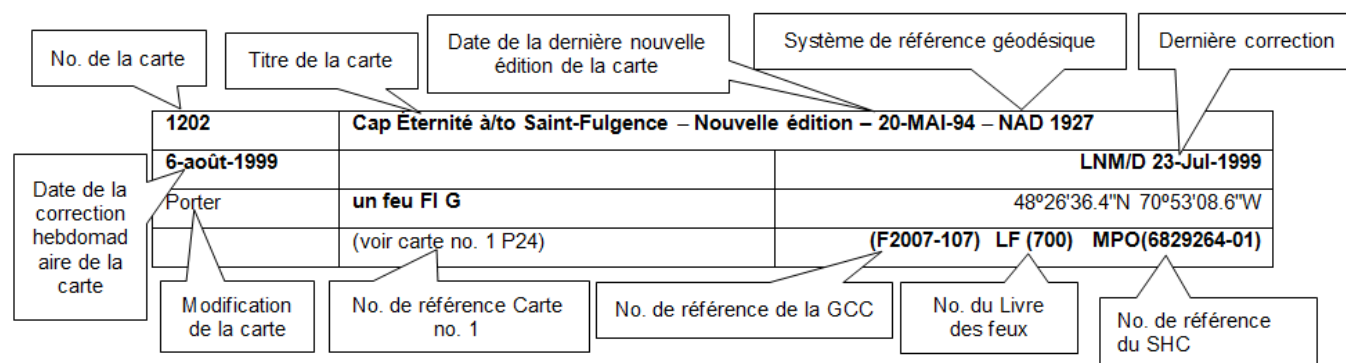 No. de la carte
Titre de la carte
Date de la dernière nouvelle
édition de la carte
Système de référence géodésique
Dernière correction
1202 Cap Éternité à/to Saint-Fulgence – Nouvelle édition – 20-MAI-94 – NAD 1927
6-août-1999 LNM/D 23-Jul-1999
Porter un feu Fl G 48º26'36.4"N 70º53'08.6"W
(voir carte no. 1 P24) (F2007-107) LF (700) MPO(6829264-01)
Date de la
correction
hebdomad
aire de la
carte
Modification
de la carte
No. de référence Carte
no. 1
No. de référence de la GCC
No. du Livre
des feux
No. de référence
du SHC